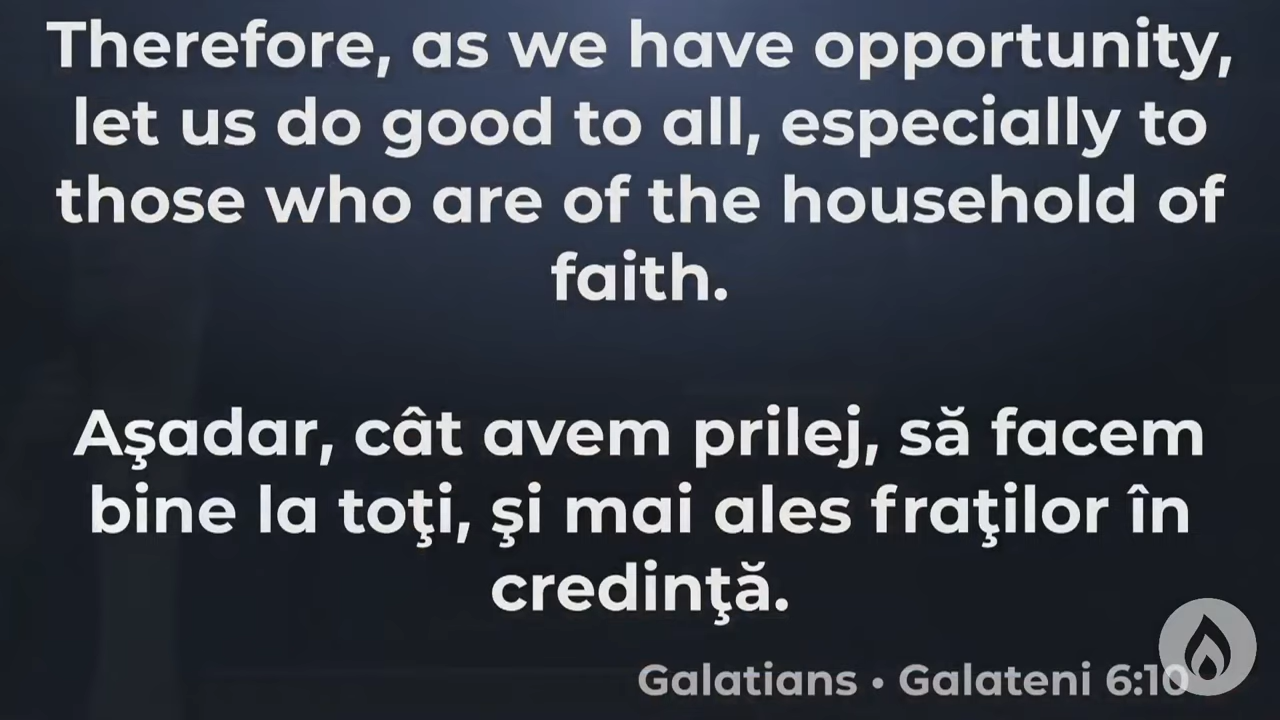 Therefore, as we have opportunity,
let us do good to all, especially to
those who are of the household of
faith.
Aşadar, cât avem prilej, să facem
bine la toţi, şi mai ales fraţilor în
credinţă.
Galatians • Galateni 6:10